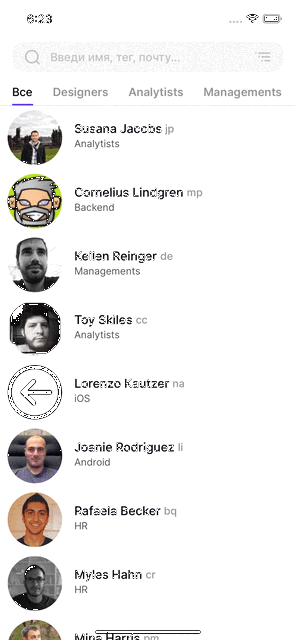 6:23
Введи имя, тег, почту...
Все Designers Analytists Managements
Susana Jacobs jp
Analytists
Cornelius Lindgren mp
Backend
Kellen Reinger de
Managements
Toy Skiles cc
Analytists
Lorenzo Kautzer na
iOS
Joanie Rodriguez li
Android
Rafaela Becker bq
HR
Myles Hahn cr
HR
Mina Harris pm